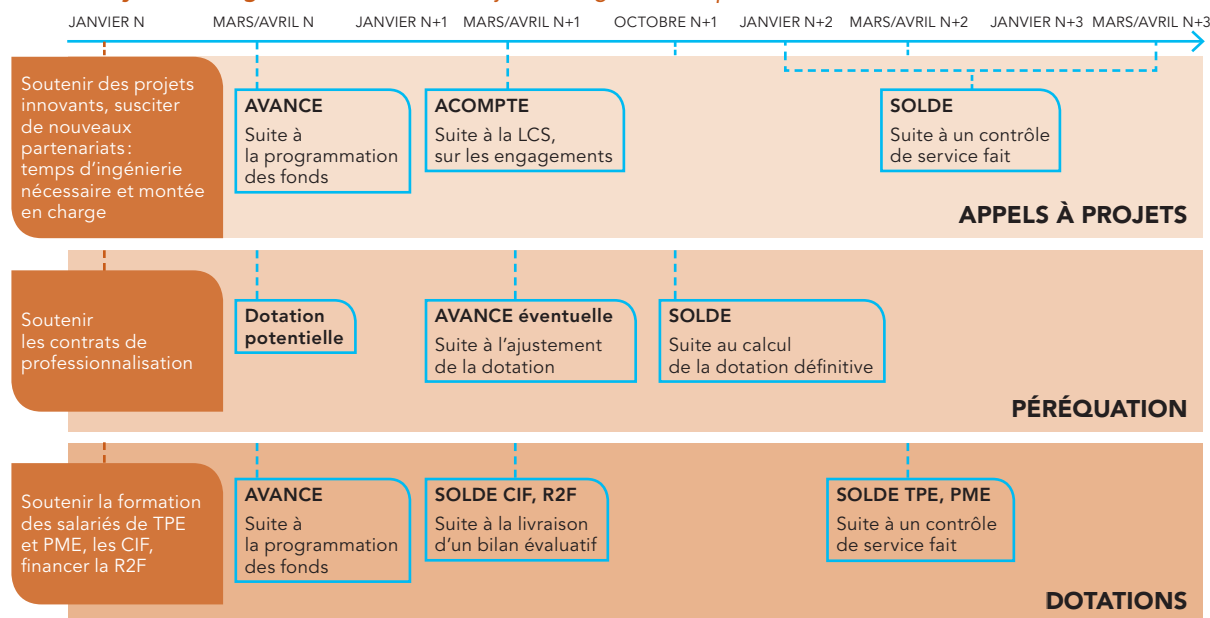 JANVIER N
MARS/AVRIL N
JANVIER N+1
MARS/AVRIL N+1
OCTOBRE N+1
JANVIER N+2
MARS/AVRIL N+2
JANVIER N+3
MARS/AVRIL N+3
Soutenir des projets
innovants, susciter
de nouveaux
partenariats :
temps d’ingénierie
nécessaire et montée
en charge
AVANCE
Suite à
la programmation
des fonds
ACOMPTE
Suite à la LCS,
sur les engagements
SOLDE
Suite à un contrôle
de service fait
APPELS À PROJETS
Soutenir
les contrats de
professionnalisation
Dotation
potentielle
AVANCE éventuelle
Suite à l’ajustement
de la dotation
SOLDE
Suite au calcul
de la dotation définitive
PÉRÉQUATION
Soutenir la formation
des salariés de TPE
et PME, les CIF,
financer la R2F
AVANCE
Suite à
la programmation
des fonds
SOLDE CIF, R2F
Suite à la livraison
d’un bilan évaluatif
SOLDE TPE, PME
Suite à un contrôle
de service fait
DOTATIONS